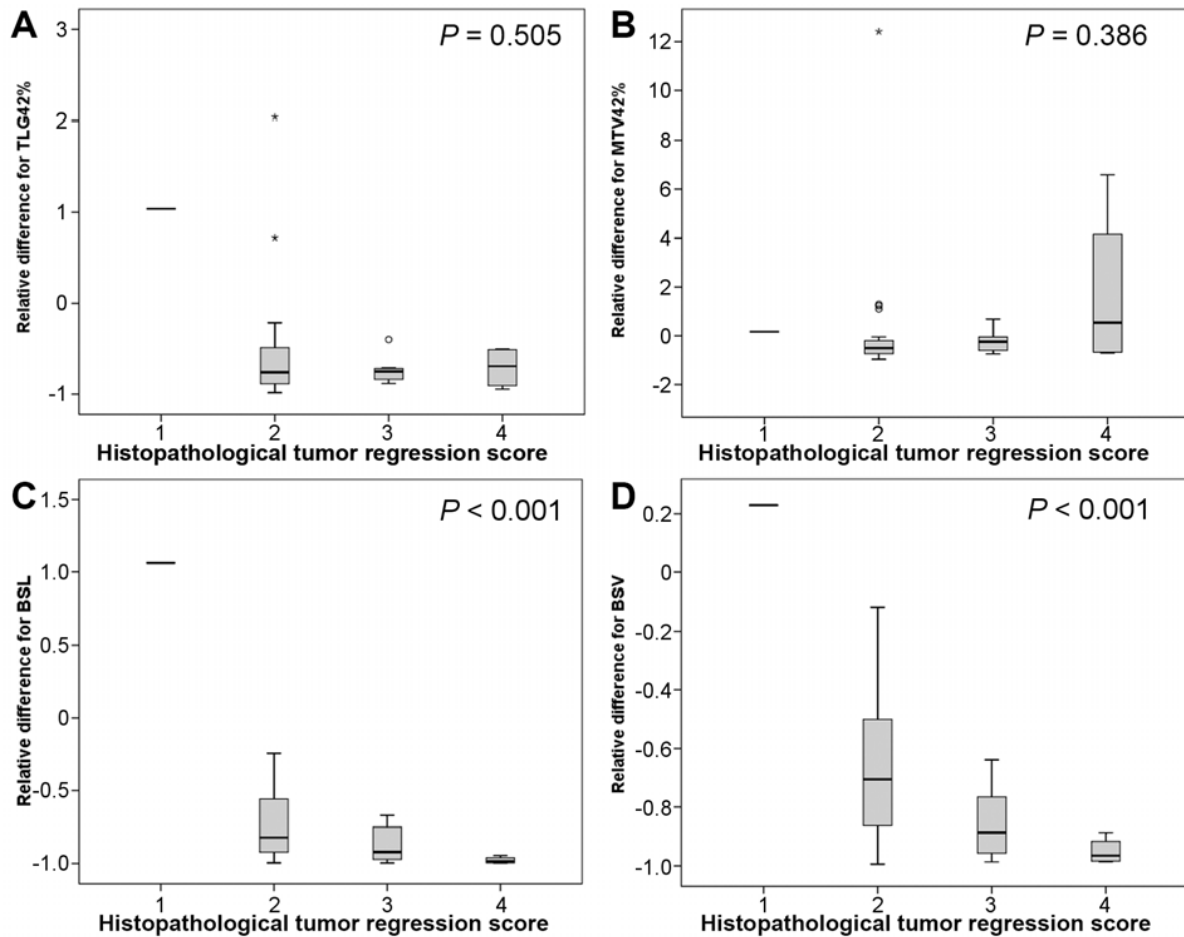 A
P = 0.505
Relative difference for TLG42%
3
2
1
0
-1
1 2 3 4
Histopathological tumor regression score
B
P = 0.386
Relative difference for MTV42%
12
10
8
6
4
2
0
-2
1 2 3 4
Histopathological tumor regression score
C
P < 0.001
Relative difference for BSL
1.5
1.0
0.5
0
-0.5
-1.0
1 2 3 4
Histopathological tumor regression score
D
P < 0.001
Relative difference for BSV
0.2
0
-0.2
-0.4
-0.6
-0.8
-1.0
1 2 3 4
Histopathological tumor regression score